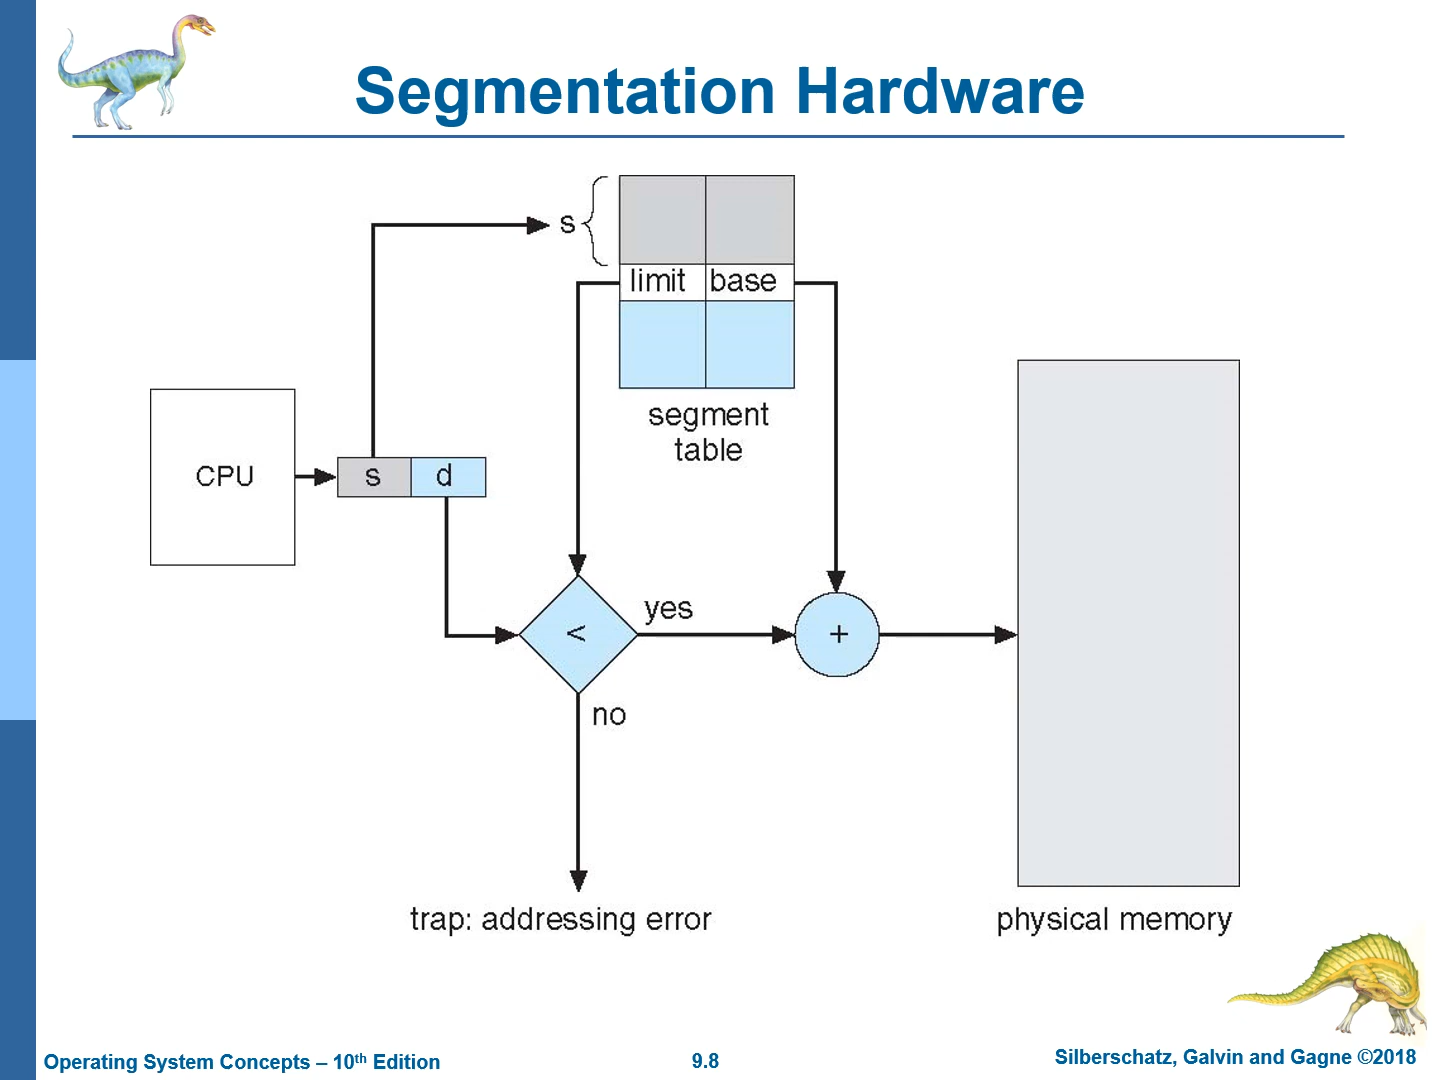 Segmentation Hardware
s
limit base
segment
table
CPU
s d
<
yes
+
no
trap: addressing error
physical memory
Operating System Concepts – 10th Edition
9.8
Silberschatz, Galvin and Gagne ©2018